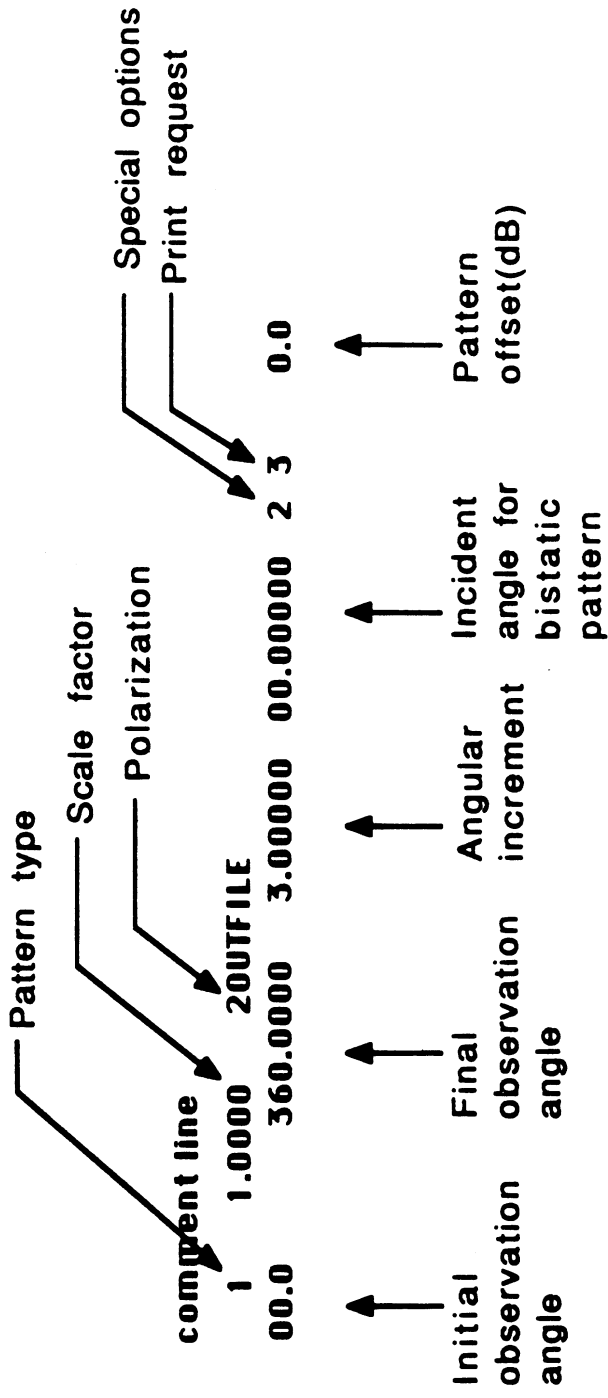 Pattern type
Scale factor
Polarization
Special options
Print request
comment line
1 1.0000 2OUTFILE
00.0 360.0000 3.00000 00.00000 2 3 0.0
Initial
observation
angle
Final
observation
angle
Angular
increment
Incident
angle for
bistatic
pattern
Pattern
offset(dB)